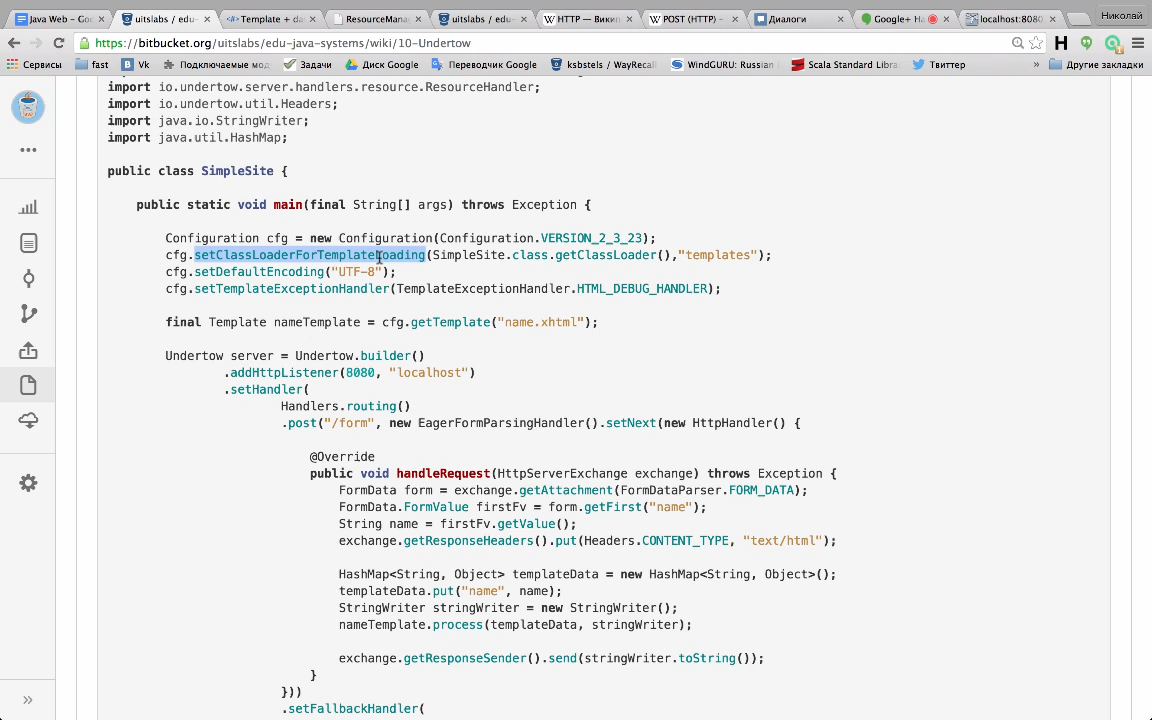 Java Web – Goo
uitslabs / edu-
Template + da
ResourceMana
uitslabs / edu-
HTTP — Викип
POST (HTTP) –
Диалоги
Google+ Ha
localhost:8080
Николай
https://bitbucket.org/uitslabs/edu-java-systems/wiki/10-Undertow
Сервисы
fast
Vk
Подключаемые мод
Задачи
Диск Google
Переводчик Google
ksbstels / WayRecall
WindGURU: Russian
Scala Standard Libra
Твиттер
»
Другие закладки
import io.undertow.server.handlers.resource.ResourceHandler;
import io.undertow.util.Headers;
import java.io.StringWriter;
import java.util.HashMap;
public class SimpleSite {
public static void main(final String[] args) throws Exception {
Configuration cfg = new Configuration(Configuration.VERSION_2_3_23);
cfg.setClassLoaderForTemplateLoading(SimpleSite.class.getClassLoader(),"templates");
cfg.setDefaultEncoding("UTF-8");
cfg.setTemplateExceptionHandler(TemplateExceptionHandler.HTML_DEBUG_HANDLER);
final Template nameTemplate = cfg.getTemplate("name.xhtml");
Undertow server = Undertow.builder()
.addHttpListener(8080, "localhost")
.setHandler(
Handlers.routing()
.post("/form", new EagerFormParsingHandler().setNext(new HttpHandler() {
@Override
public void handleRequest(HttpServerExchange exchange) throws Exception {
FormData form = exchange.getAttachment(FormDataParser.FORM_DATA);
FormData.FormValue firstFv = form.getFirst("name");
String name = firstFv.getValue();
exchange.getResponseHeaders().put(Headers.CONTENT_TYPE, "text/html");
HashMap<String, Object> templateData = new HashMap<String, Object>();
templateData.put("name", name);
StringWriter stringWriter = new StringWriter();
nameTemplate.process(templateData, stringWriter);
exchange.getResponseSender().send(stringWriter.toString());
}
}))
.setFallbackHandler(